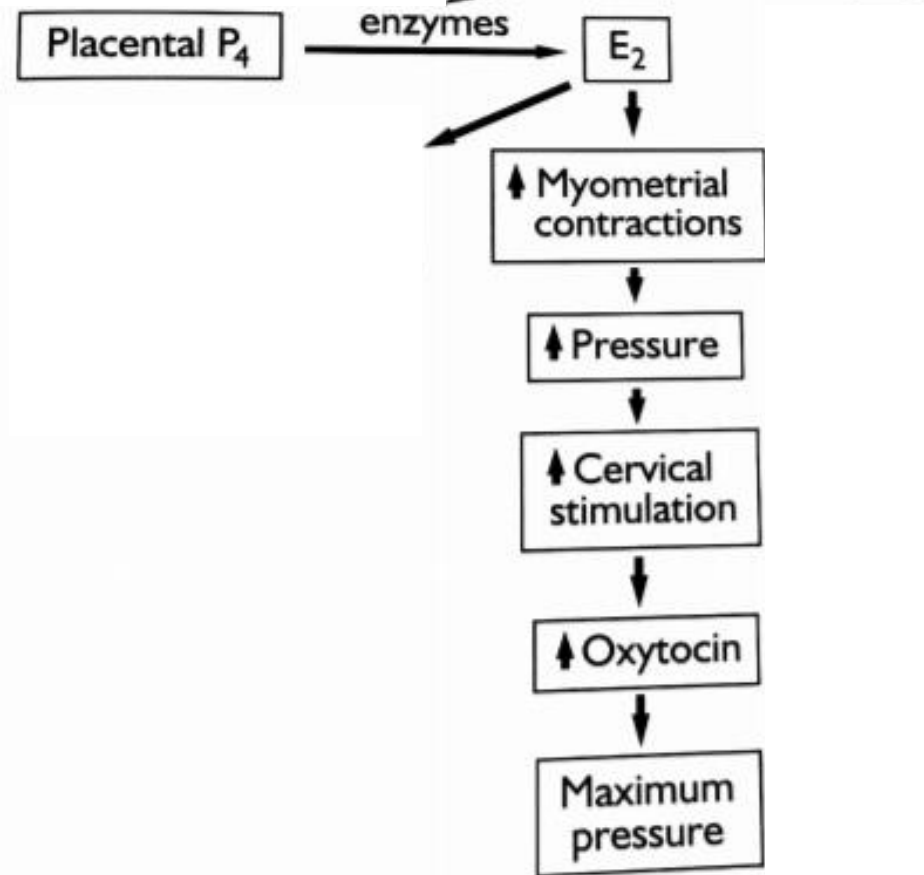 Placental P₄
enzymes
E₂
Myometrial
contractions
Pressure
Cervical
stimulation
Oxytocin
Maximum
pressure